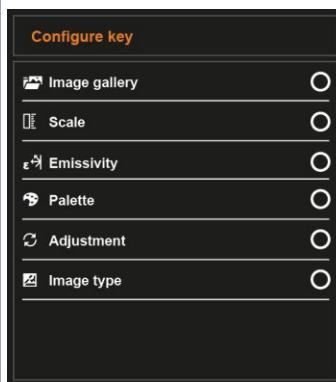 Configure key
Image gallery
Scale
ε Emissivity
Palette
Adjustment
Image type